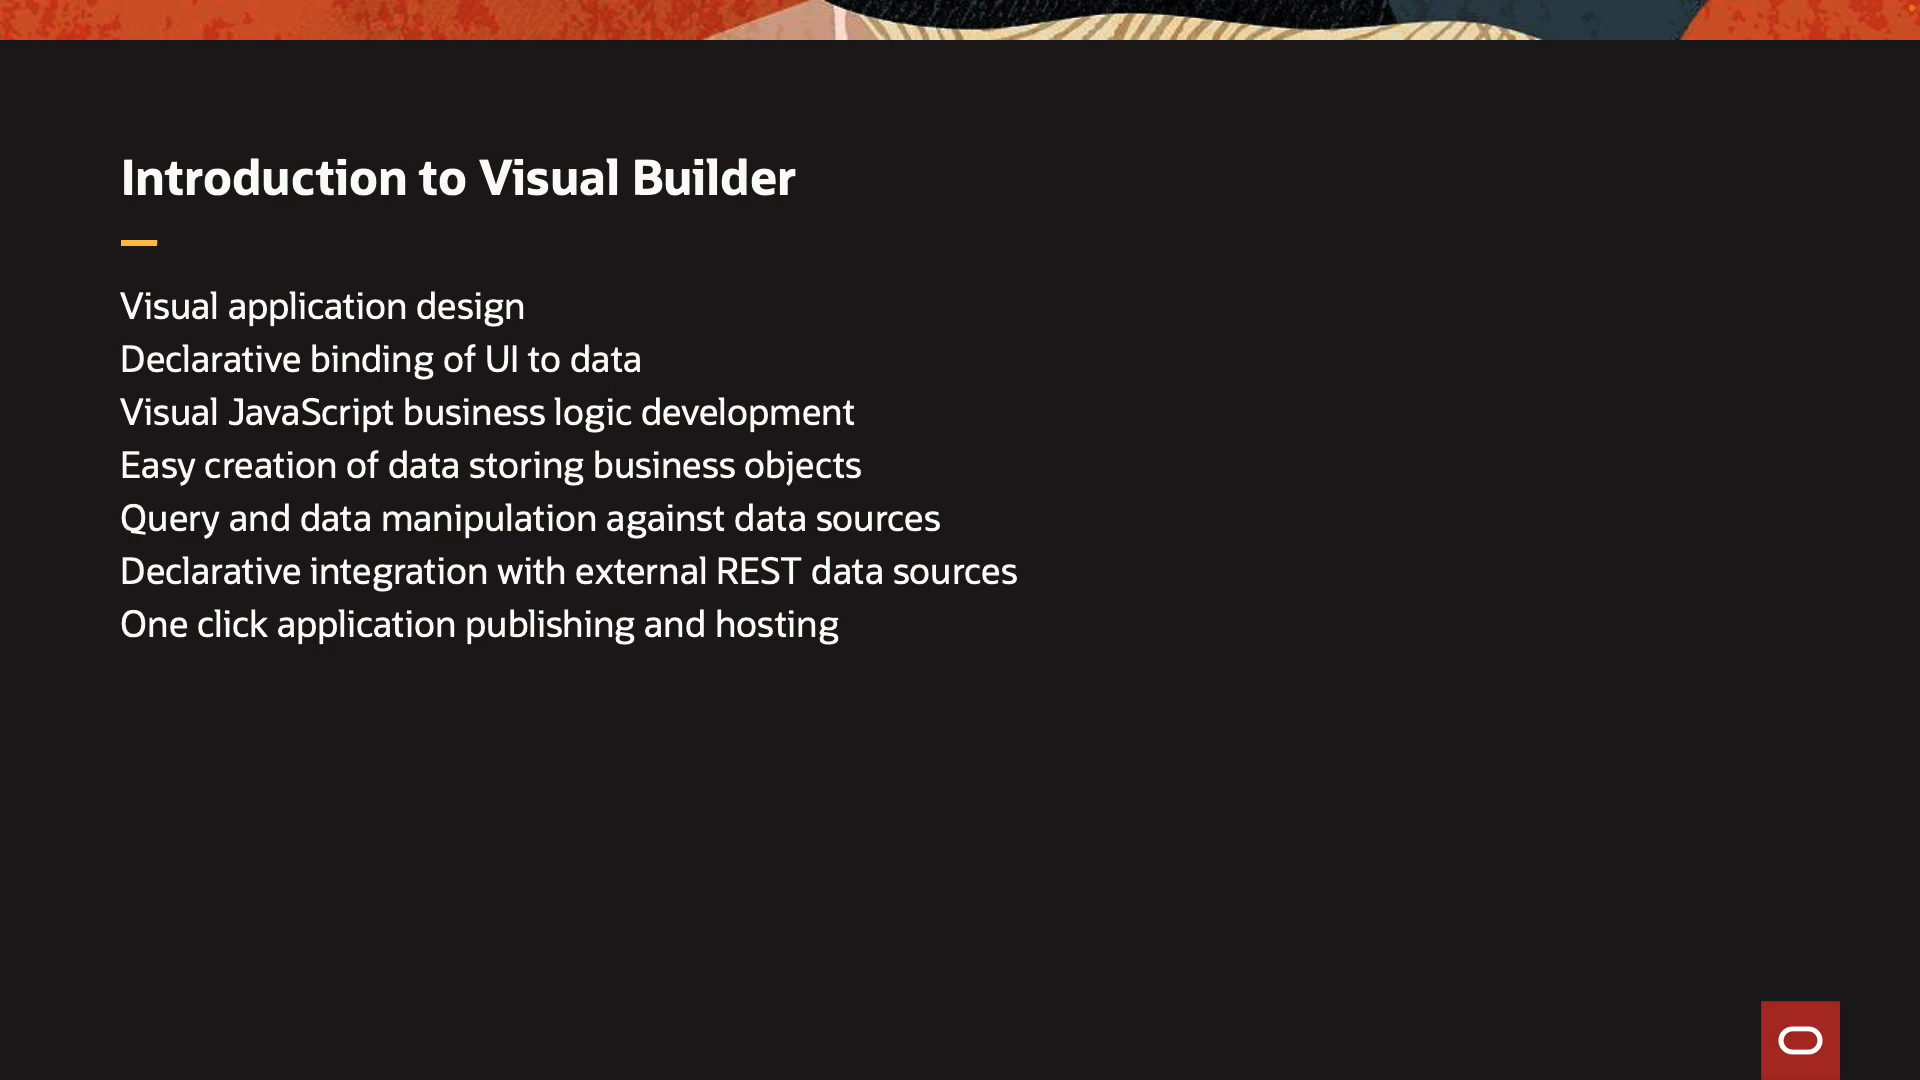 Introduction to Visual Builder
Visual application design
Declarative binding of UI to data
Visual JavaScript business logic development
Easy creation of data storing business objects
Query and data manipulation against data sources
Declarative integration with external REST data sources
One click application publishing and hosting